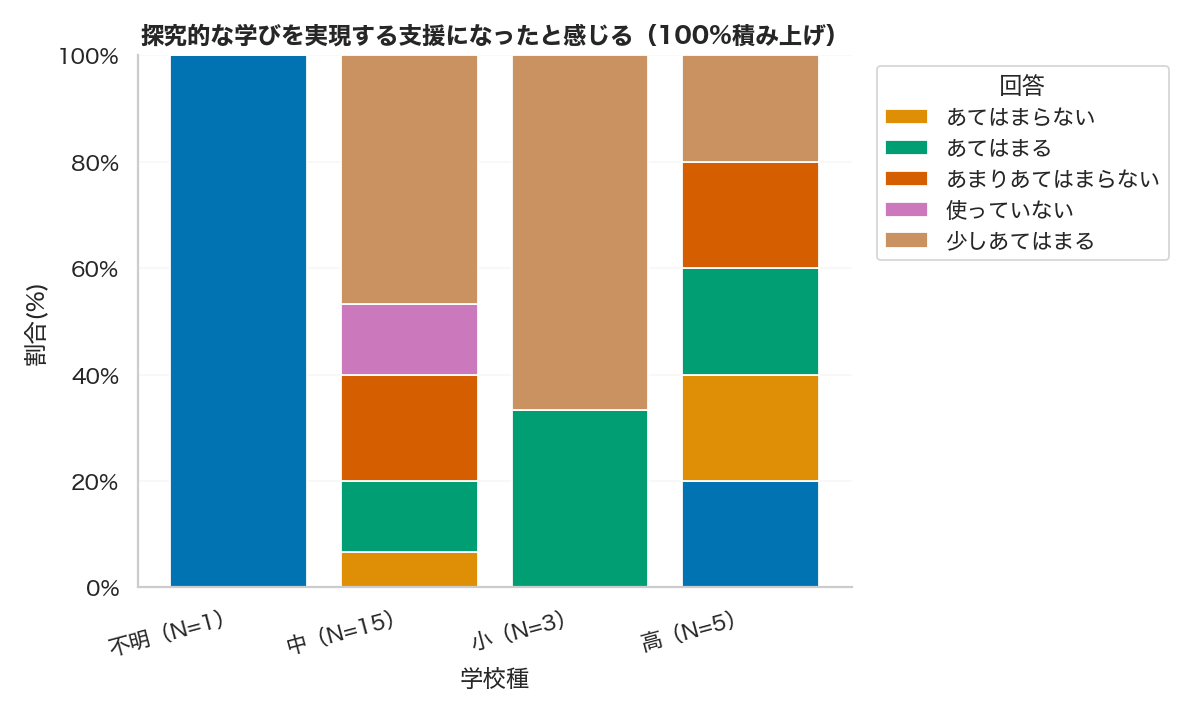 探究的な学びを実現する支援になったと感じる（100%積み上げ）
100%
80%
60%
40%
20%
0%
割合(%)
不明（N=1）
中（N=15）
小（N=3）
高（N=5）
学校種
回答
あてはまらない
あてはまる
あまりあてはまらない
使っていない
少しあてはまる